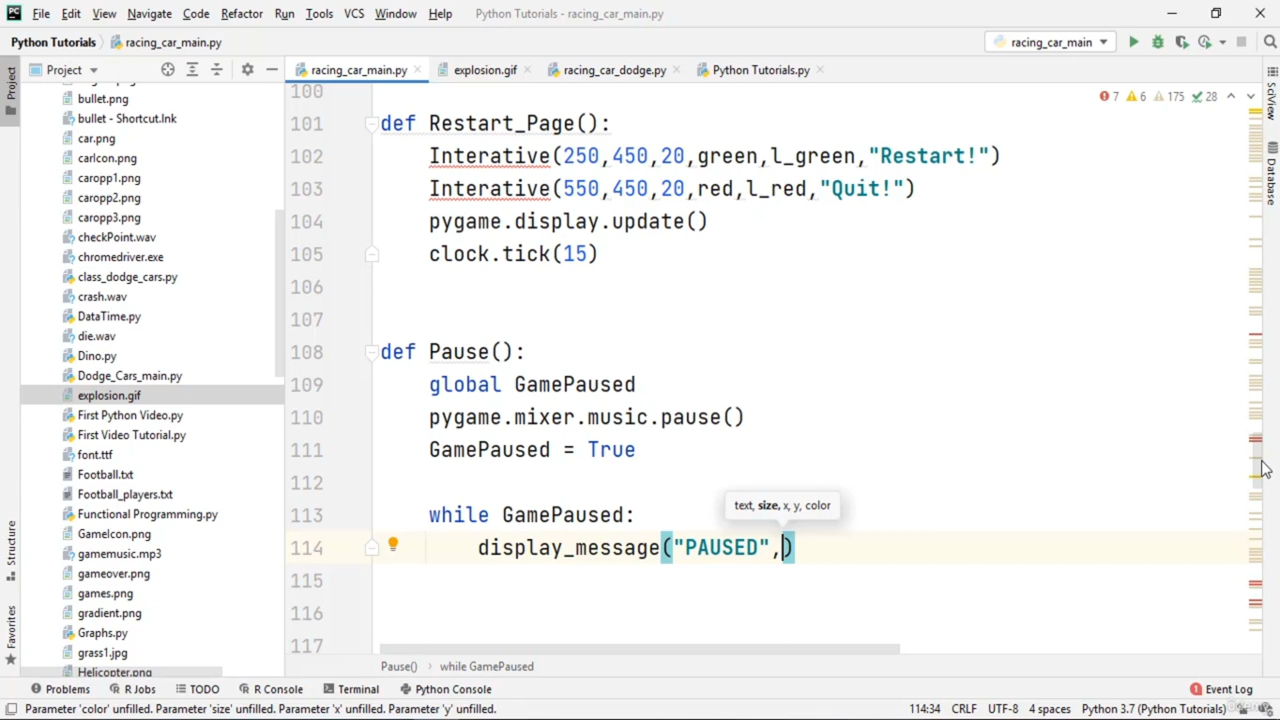 PC File Edit View Navigate Code Refactor Run Tools VCS Window Help Python Tutorials - racing_car_main.py
Python Tutorials racing_car_main.py racing_car_main
Project racing_car_main.py explosion.gif racing_car_dodge.py Python Tutorials.py
Project
SciView
Database
Structure
Favorites
bullet.png
bullet - Shortcut.lnk
car.png
carIcon.png
caropp1.png
caropp2.png
caropp3.png
checkPoint.wav
chromedriver.exe
class_dodge_cars.py
crash.wav
DataTime.py
die.wav
Dino.py
Dodge_Cars_main.py
explosion.gif
First Python Video.py
First Video Tutorial.py
font.ttf
Football.txt
Football_players.txt
Functional Programming.py
GameIcon.png
gamemusic.mp3
gameover.png
games.png
gradient.png
Graphs.py
grass1.jpg
Helicopter.png
7 6 175 28
100
101 def Restart_Page():
102 Interative(250,450,20,green,l_green,"Restart!")
103 Interative(550,450,20,red,l_red,"Quit!")
104 pygame.display.update()
105 clock.tick(15)
106
107
108 def Pause():
109 global GamePaused
110 pygame.mixer.music.pause()
111 GamePaused = True
112
text, size, x, y, color
113 while GamePaused:
114 display_message("PAUSED",)
115
116
117
Pause() › while GamePaused
Problems R Jobs TODO R Console Terminal Python Console Event Log
Parameter 'color' unfilled. Parameter 'size' unfilled. Parameter 'x' unfilled. Parameter 'y' unfilled. 114:34 CRLF UTF-8 4 spaces Python 3.7 (Python Tutorials)